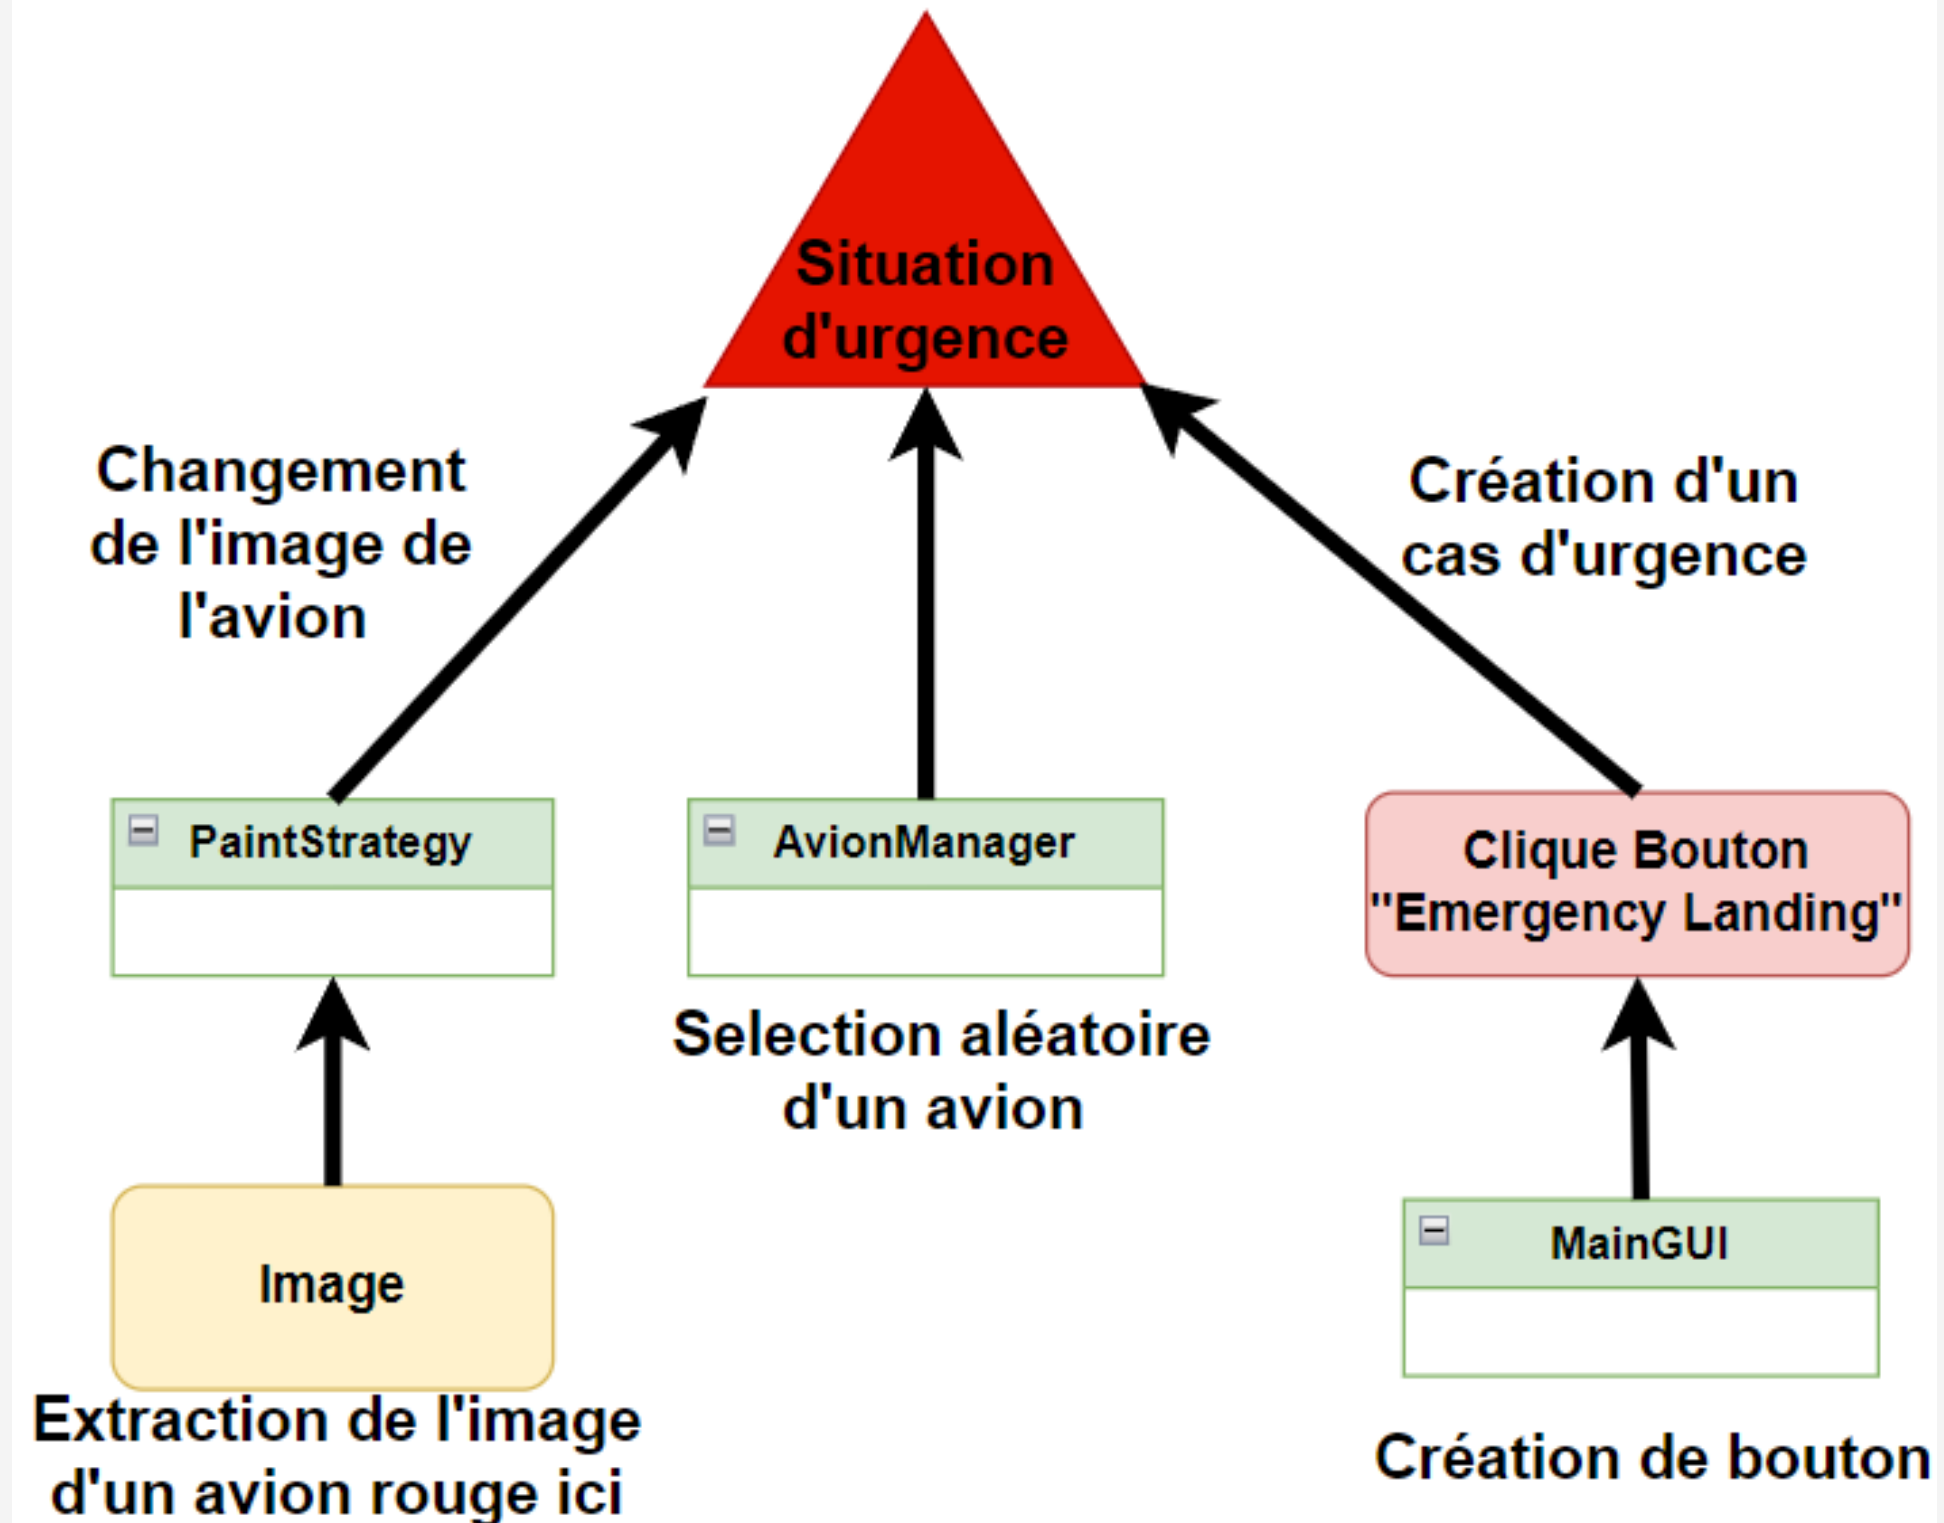 Situation
d'urgence
Changement
de l'image de
l'avion
Création d'un
cas d'urgence
PaintStrategy
AvionManager
Clique Bouton
"Emergency Landing"
Selection aléatoire
d'un avion
Image
MainGUI
Extraction de l'image
d'un avion rouge ici
Création de bouton